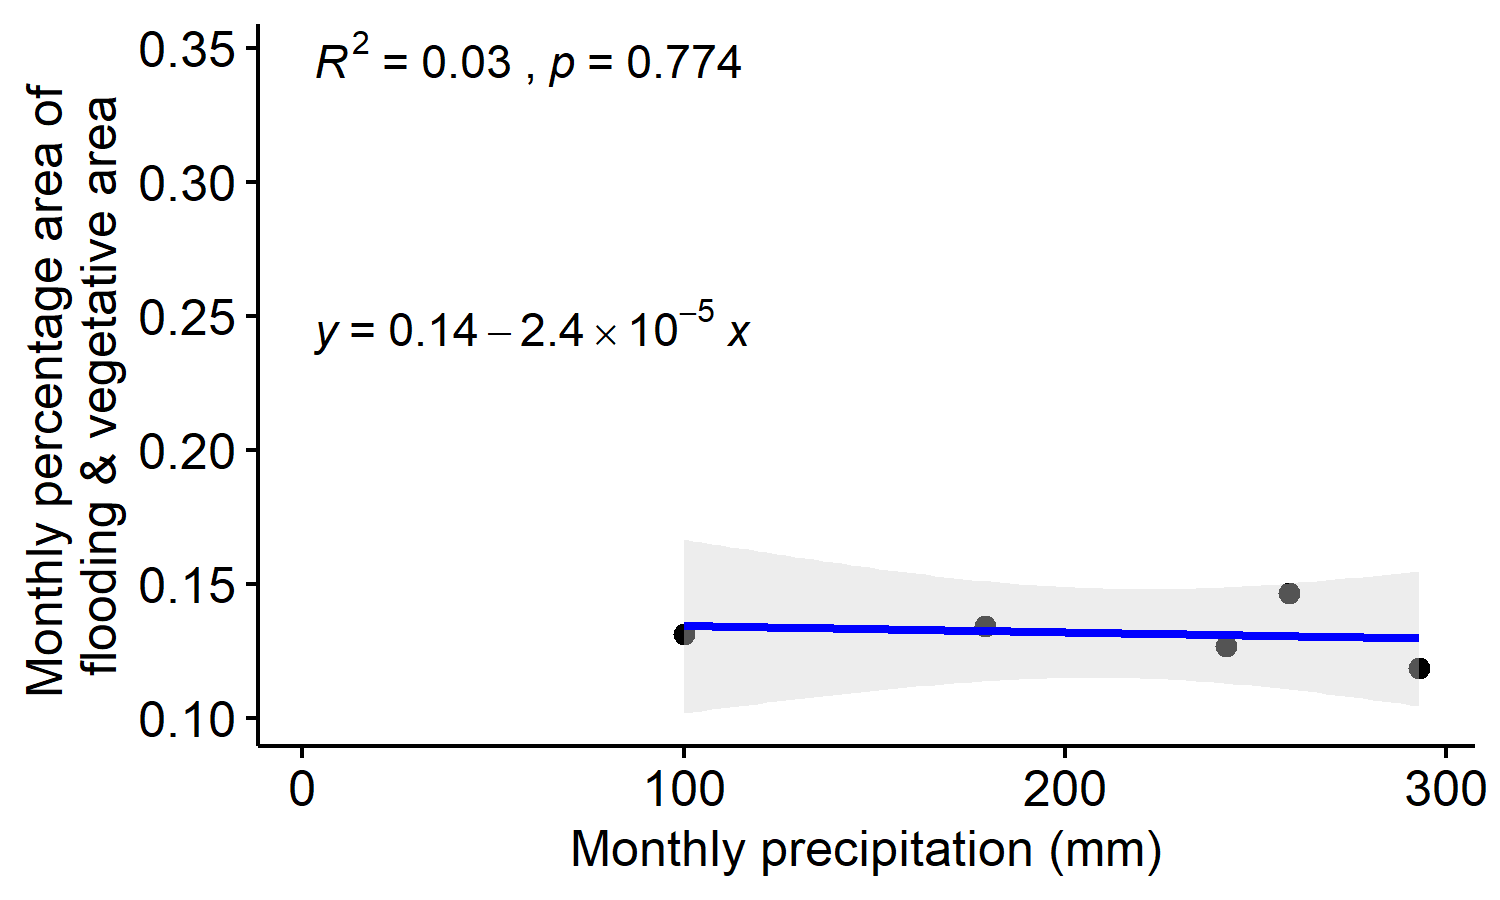 0.35
0.30
0.25
0.20
0.15
0.10
Monthly percentage area of
flooding & vegetative area
R² = 0.03 , p = 0.774
y = 0.14 − 2.4 × 10⁻⁵ x
0
100
200
300
Monthly precipitation (mm)